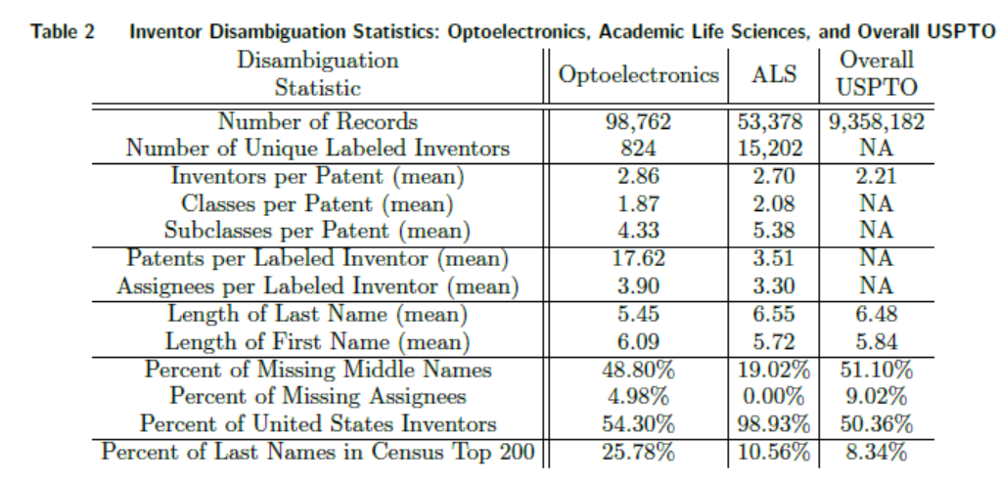 Table 2 Inventor Disambiguation Statistics: Optoelectronics, Academic Life Sciences, and Overall USPTO
Disambiguation Statistic Optoelectronics ALS Overall USPTO
Number of Records 98,762 53,378 9,358,182
Number of Unique Labeled Inventors 824 15,202 NA
Inventors per Patent (mean) 2.86 2.70 2.21
Classes per Patent (mean) 1.87 2.08 NA
Subclasses per Patent (mean) 4.33 5.38 NA
Patents per Labeled Inventor (mean) 17.62 3.51 NA
Assignees per Labeled Inventor (mean) 3.90 3.30 NA
Length of Last Name (mean) 5.45 6.55 6.48
Length of First Name (mean) 6.09 5.72 5.84
Percent of Missing Middle Names 48.80% 19.02% 51.10%
Percent of Missing Assignees 4.98% 0.00% 9.02%
Percent of United States Inventors 54.30% 98.93% 50.36%
Percent of Last Names in Census Top 200 25.78% 10.56% 8.34%